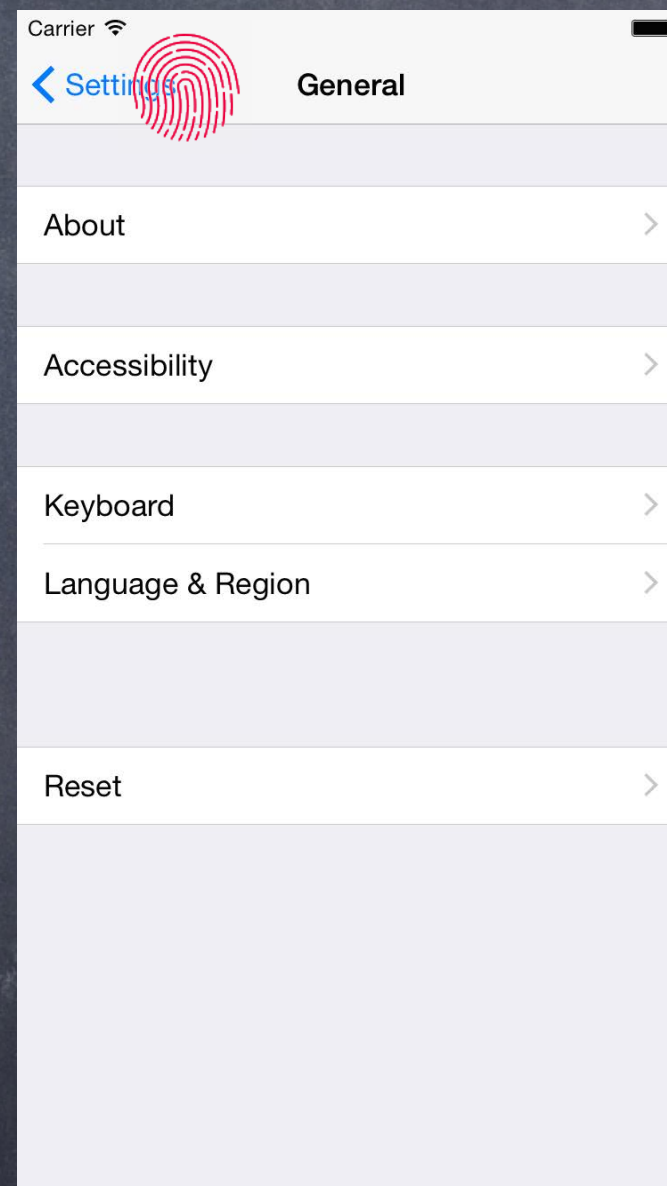 Carrier
Settings
General
About
Accessibility
Keyboard
Language & Region
Reset